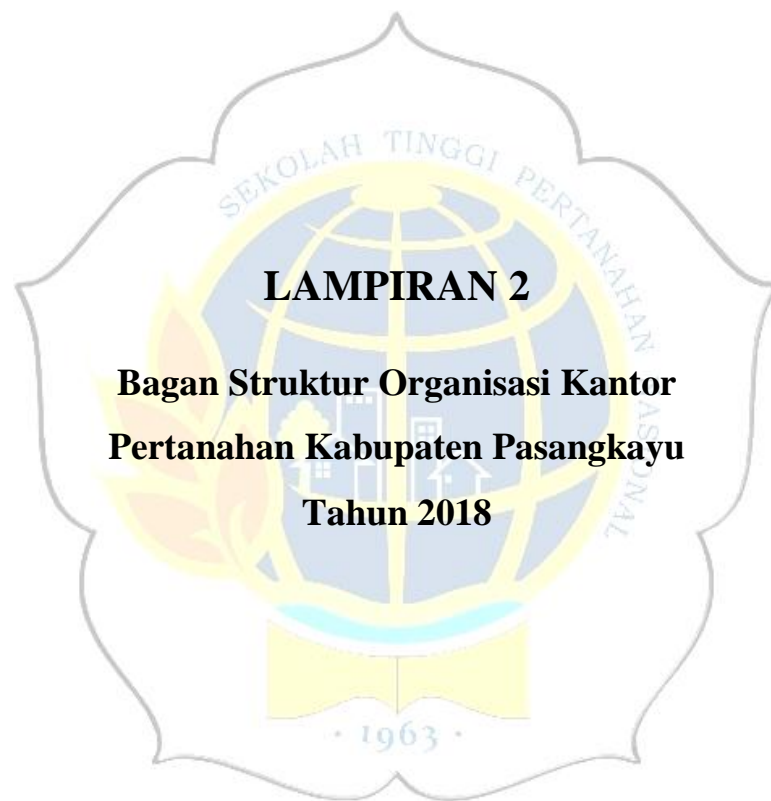 SEKOLAH TINGGI PERTANAHAN NASIONAL
LAMPIRAN 2
Bagan Struktur Organisasi Kantor
Pertanahan Kabupaten Pasangkayu
Tahun 2018
· 1963 ·